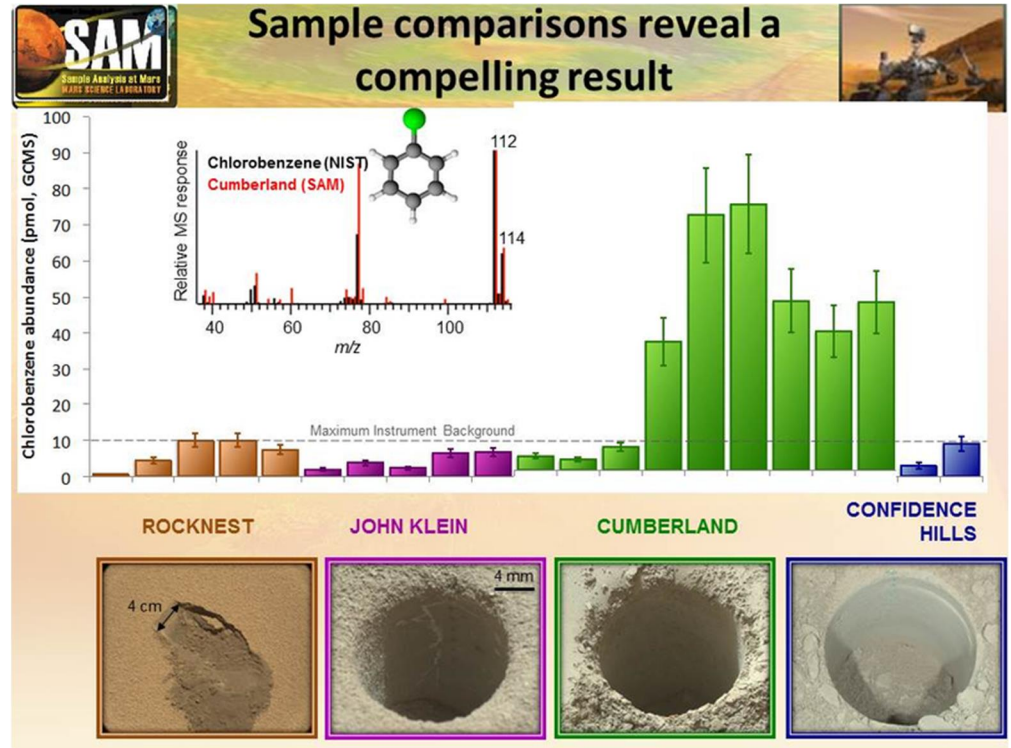 SAM
Sample Analysis at Mars
MARS SCIENCE LABORATORY
Sample comparisons reveal a
compelling result
Chlorobenzene abundance (pmol, GCMS)
100
90
80
70
60
50
40
30
20
10
0
Relative MS response
Chlorobenzene (NIST)
Cumberland (SAM)
112
114
40 60 80 100
m/z
Maximum Instrument Background
ROCKNEST
JOHN KLEIN
CUMBERLAND
CONFIDENCE
HILLS
4 cm
4 mm